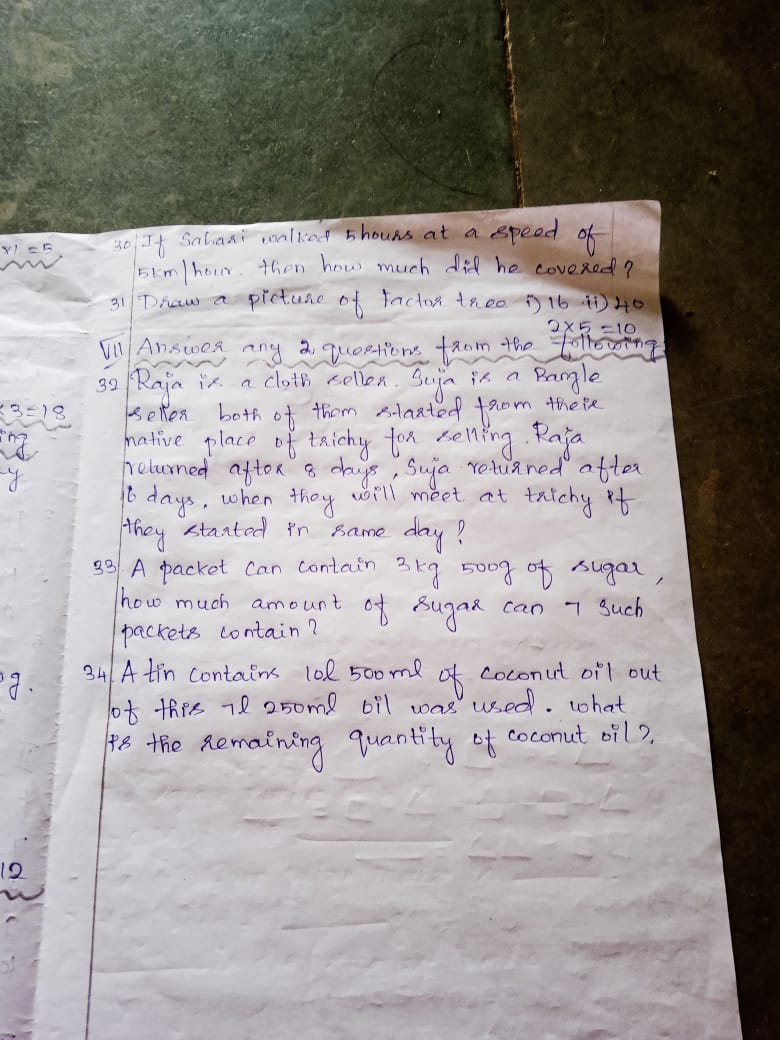 x1 = 5
30 If Sabari walked 5 hours at a speed of
5km/hour. then how much did he covered?
31 Draw a picture of factor tree i) 16 ii) 40
2x5 = 10
VII Answer any 2 questions from the following
32 Raja is a cloth seller. Suja is a Bangle
seller both of them started from their
native place of trichy for selling. Raja
returned after 8 days, Suja returned after
6 days, when they will meet at trichy if
they started in same day?
33. A packet can contain 3kg 500g of sugar,
how much amount of sugar can 7 such
packets contain?
34. A tin contains 10l 500ml of coconut oil out
of this 7l 250ml oil was used. what
is the remaining quantity of coconut oil?.
x3=18
ing
y
g.
12